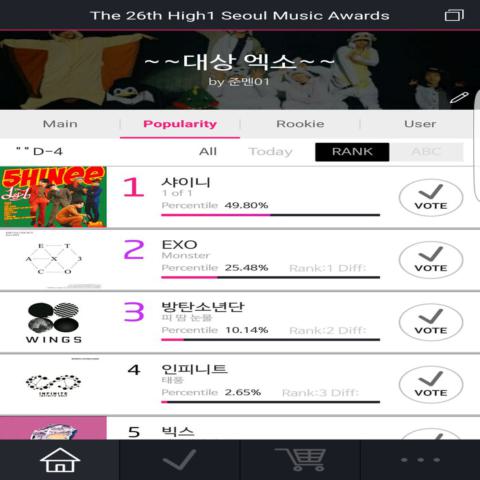 The 26th High1 Seoul Music Awards
~~대상 엑소~~
by 준멘01
Main Popularity Rookie User
""D-4 All Today RANK ABC
SHINee
1 of 1
1 샤이니
1 of 1
Percentile 49.80%
VOTE
E T
A X 3
C O
2 EXO
Monster
Percentile 25.48% Rank:1 Diff:
VOTE
WINGS
3 방탄소년단
피 땀 눈물
Percentile 10.14% Rank:2 Diff:
VOTE
INFINITE
4 인피니트
태풍
Percentile 2.65% Rank:3 Diff:
VOTE
5 빅스